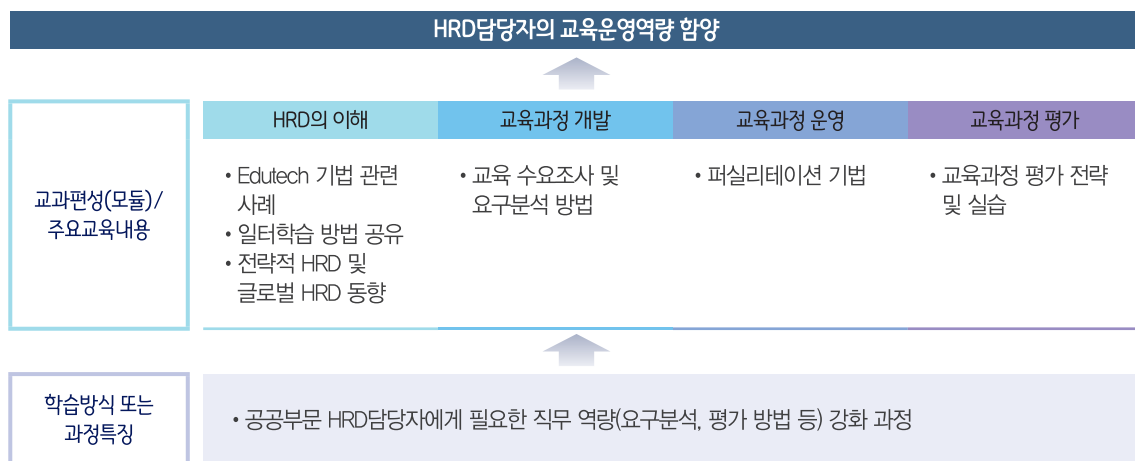 HRD담당자의 교육운영역량 함양
교과편성(모듈)/
주요교육내용
HRD의 이해
• Edutech 기법 관련
사례
• 일터학습 방법 공유
• 전략적 HRD 및
글로벌 HRD 동향
교육과정 개발
• 교육 수요조사 및
요구분석 방법
교육과정 운영
• 퍼실리테이션 기법
교육과정 평가
• 교육과정 평가 전략
및 실습
학습방식 또는
과정특징
• 공공부문 HRD담당자에게 필요한 직무 역량(요구분석, 평가 방법 등) 강화 과정